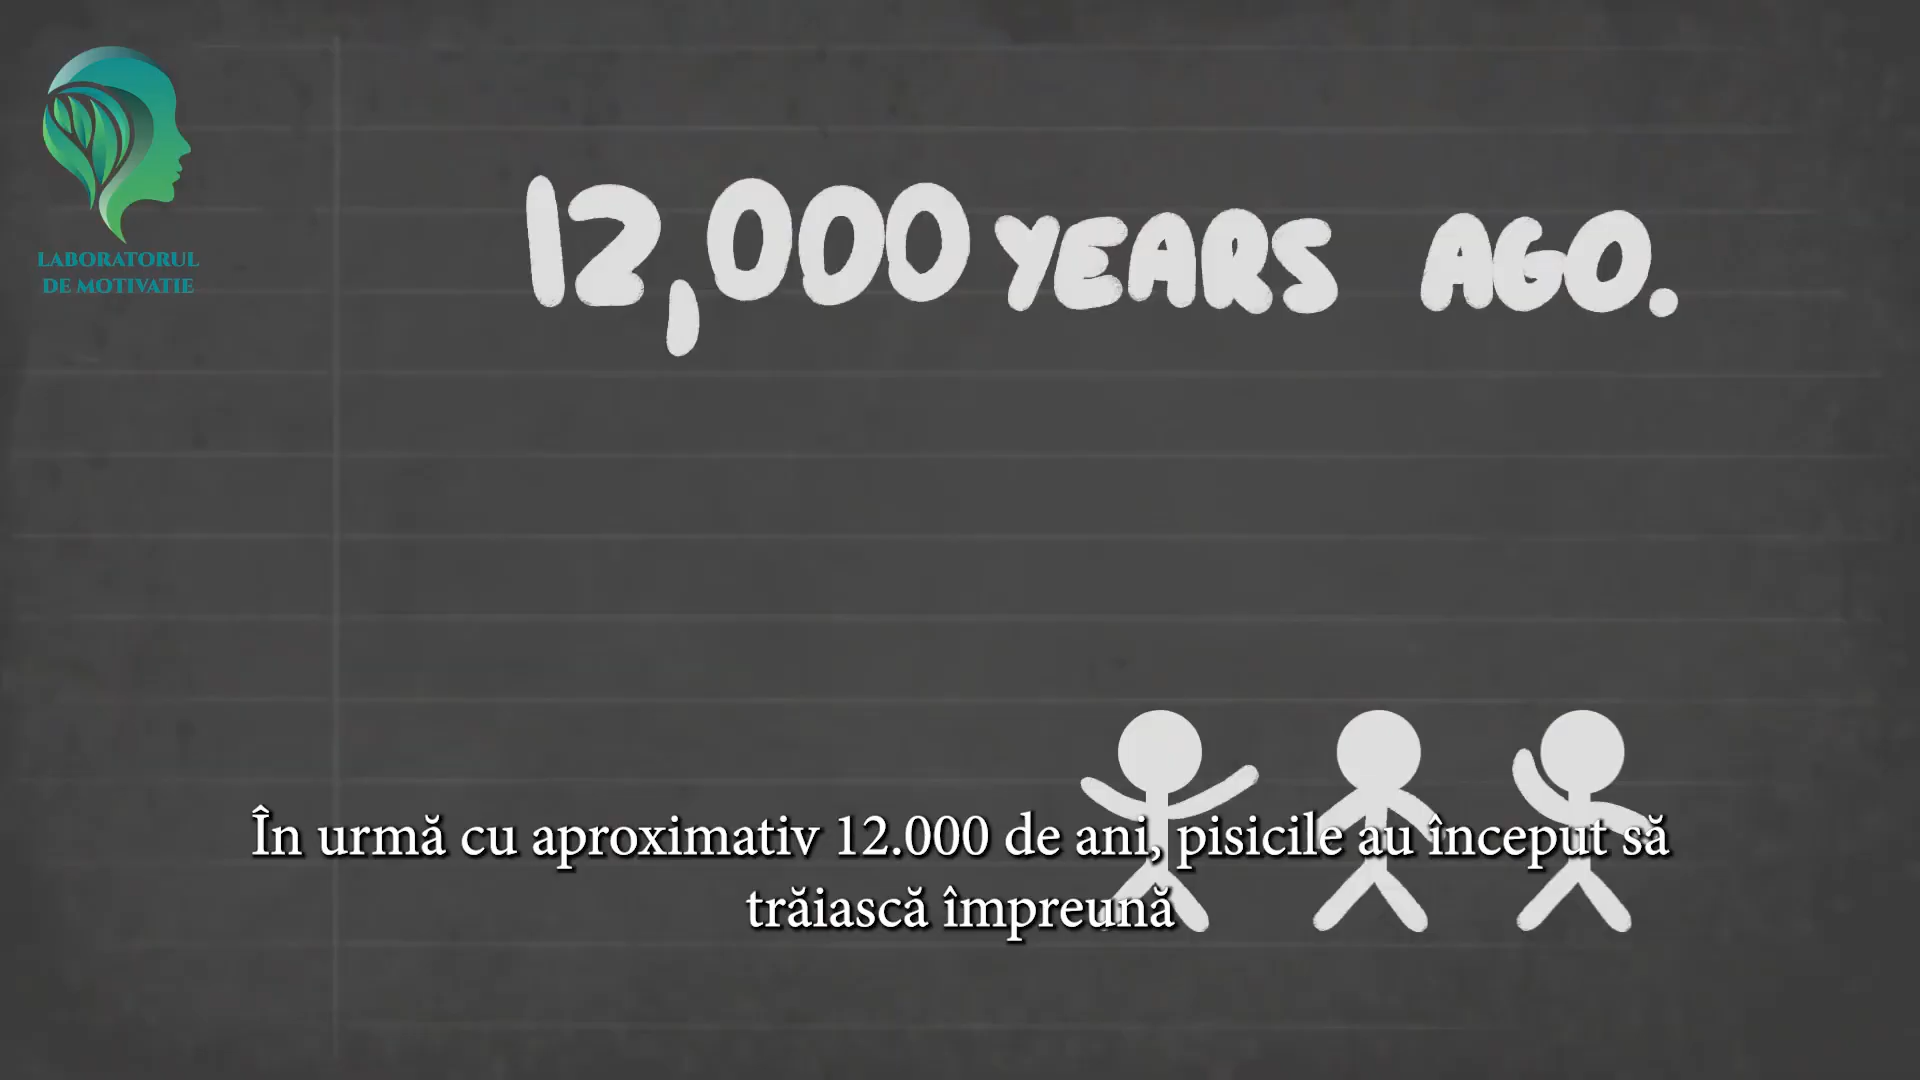 LABORATORUL
DE MOTIVATIE
12,000 YEARS AGO.
În urmă cu aproximativ 12.000 de ani, pisicile au început să
trăiască împreună